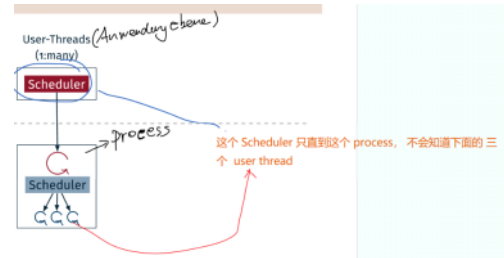 User-Threads (Anwendungebene)
(1:many)
Scheduler
process
Scheduler
这个 Scheduler 只直到这个 process， 不会知道下面的 三
个 user thread